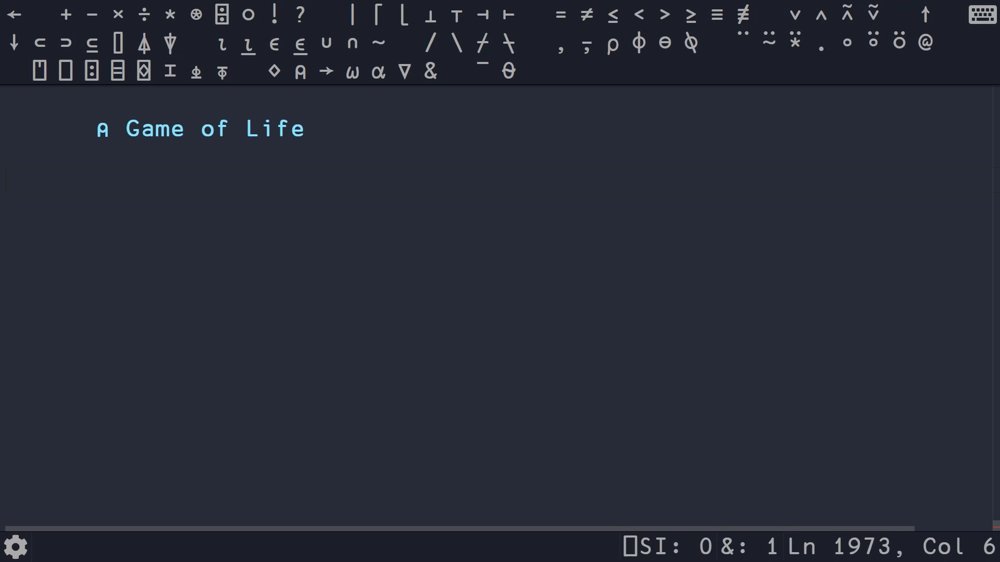 ← + - × ÷ * ⍟ ⌹ ○ ! ? | ⌈ ⌊ ⊥ ⊤ ⊣ ⊢ = ≠ ≤ < > ≥ ≡ ≢ ∨ ∧ ⍲ ⍱ ↑
↓ ⊂ ⊃ ⊆ ⌷ ⍋ ⍒ ⍳ ⍸ ∊ ⍷ ∪ ∩ ~ / \ ⌿ ⍀ , ⍪ ⍴ ⌽ ⊖ ⍉ ¨ ⍨ ⍣ . ∘ ⍤ ⍥ @
⍞ ⎕ ⍠ ⌸ ⌺ ⌶ ⍎ ⍕ ⋄ ⍝ → ⍵ ⍺ ∇ & ¯ ⍬
⍝ Game of Life
⎕SI: 0 &: 1 Ln 1973, Col 6